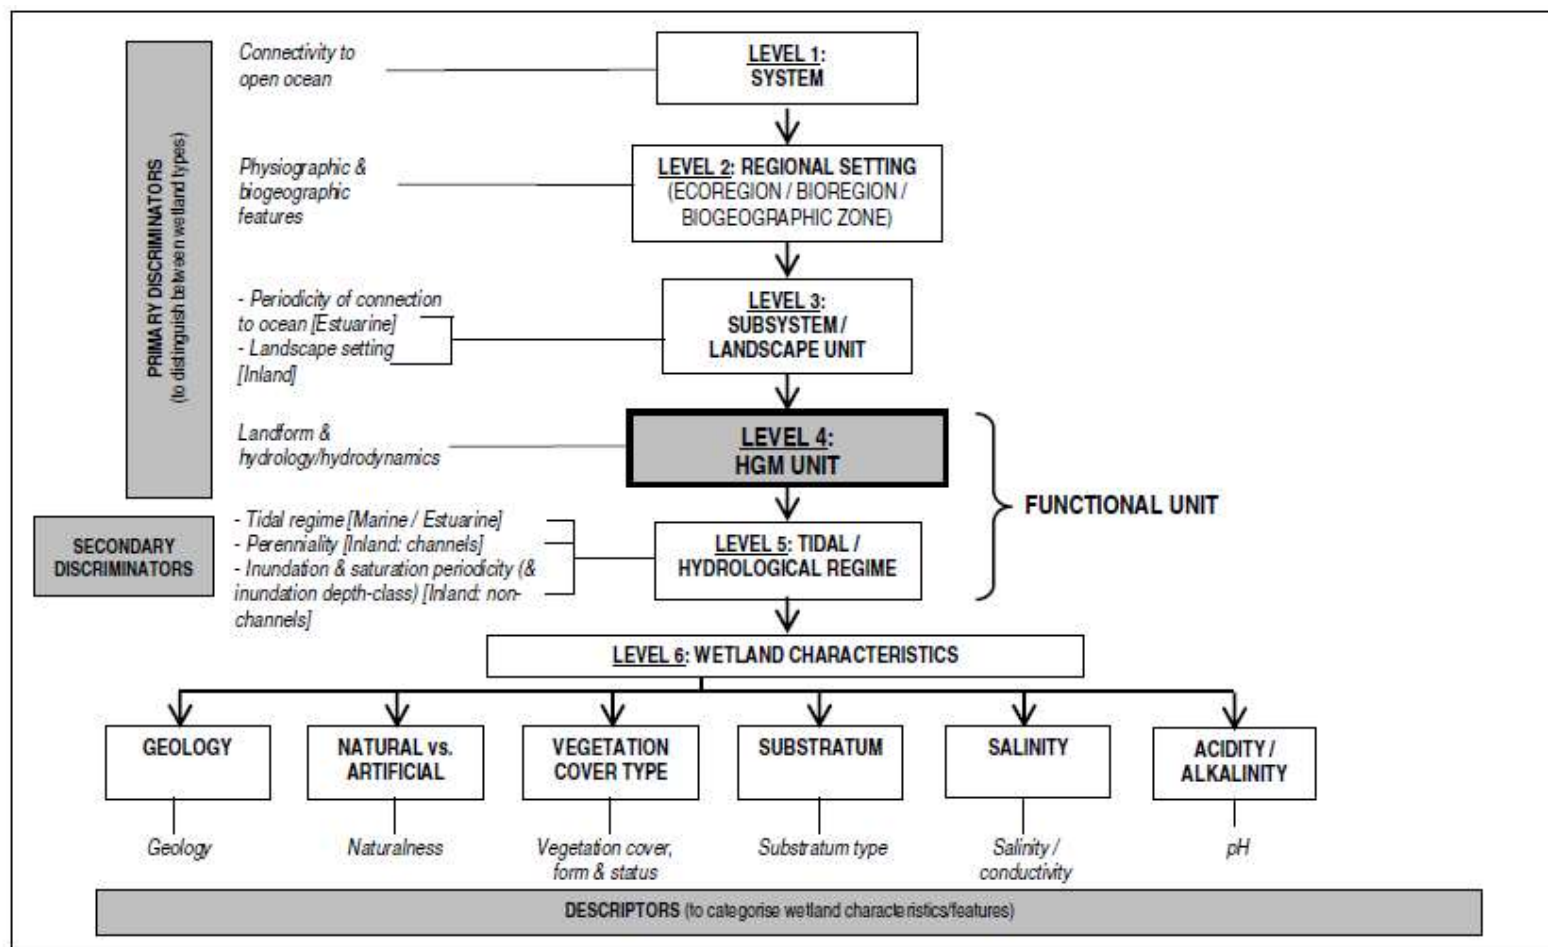 Connectivity to
open ocean
LEVEL 1:
SYSTEM
PRIMARY DISCRIMINATORS
(to distinguish between wetland types)
Physiographic &
biogeographic
features
LEVEL 2: REGIONAL SETTING
(ECOREGION / BIOREGION /
BIOGEOGRAPHIC ZONE)
- Periodicity of connection
to ocean [Estuarine]
- Landscape setting
[Inland]
LEVEL 3:
SUBSYSTEM /
LANDSCAPE UNIT
Landform &
hydrology/hydrodynamics
LEVEL 4:
HGM UNIT
FUNCTIONAL UNIT
SECONDARY
DISCRIMINATORS
- Tidal regime [Marine / Estuarine]
- Perenniality [Inland: channels]
- Inundation & saturation periodicity (&
inundation depth-class) [Inland: non-
channels]
LEVEL 5: TIDAL /
HYDROLOGICAL REGIME
LEVEL 6: WETLAND CHARACTERISTICS
GEOLOGY
NATURAL vs.
ARTIFICIAL
VEGETATION
COVER TYPE
SUBSTRATUM
SALINITY
ACIDITY /
ALKALINITY
Geology
Naturalness
Vegetation cover,
form & status
Substratum type
Salinity /
conductivity
pH
DESCRIPTORS (to categorise wetland characteristics/features)